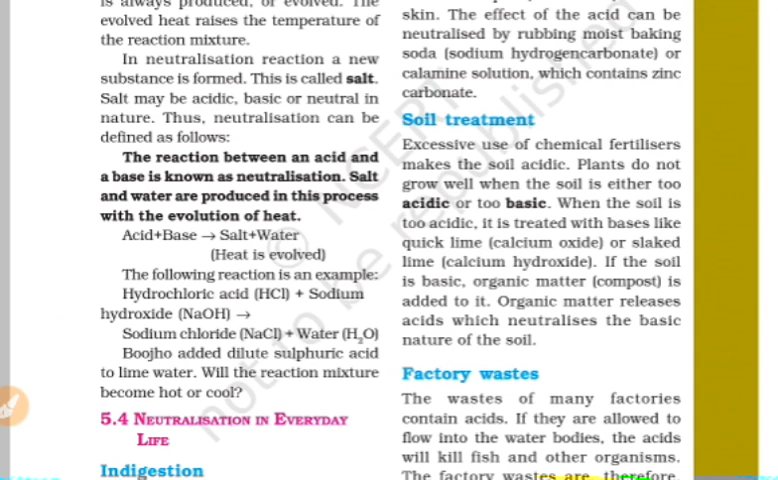 is always produced, or evolved. The
evolved heat raises the temperature of
the reaction mixture.
In neutralisation reaction a new
substance is formed. This is called salt.
Salt may be acidic, basic or neutral in
nature. Thus, neutralisation can be
defined as follows:
The reaction between an acid and
a base is known as neutralisation. Salt
and water are produced in this process
with the evolution of heat.
Acid+Base → Salt+Water
(Heat is evolved)
The following reaction is an example:
Hydrochloric acid (HCl) + Sodium
hydroxide (NaOH) →
Sodium chloride (NaCl) + Water (H₂O)
Boojho added dilute sulphuric acid
to lime water. Will the reaction mixture
become hot or cool?
5.4 NEUTRALISATION IN EVERYDAY
LIFE
Indigestion
skin. The effect of the acid can be
neutralised by rubbing moist baking
soda (sodium hydrogencarbonate) or
calamine solution, which contains zinc
carbonate.
Soil treatment
Excessive use of chemical fertilisers
makes the soil acidic. Plants do not
grow well when the soil is either too
acidic or too basic. When the soil is
too acidic, it is treated with bases like
quick lime (calcium oxide) or slaked
lime (calcium hydroxide). If the soil
is basic, organic matter (compost) is
added to it. Organic matter releases
acids which neutralises the basic
nature of the soil.
Factory wastes
The wastes of many factories
contain acids. If they are allowed to
flow into the water bodies, the acids
will kill fish and other organisms.
The factory wastes are, therefore,
© NCERT
not to be republished